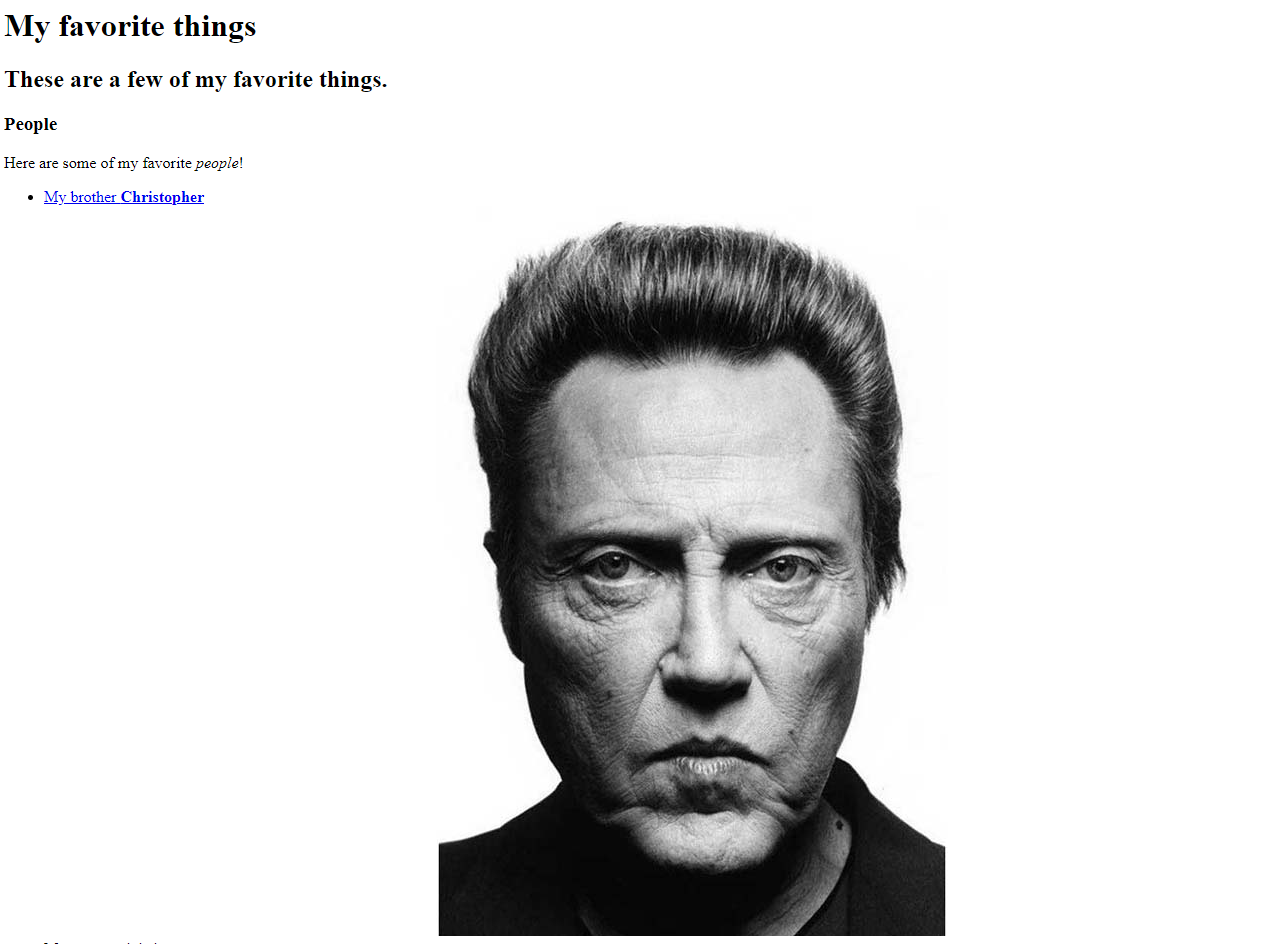 My favorite things
These are a few of my favorite things.
People
Here are some of my favorite people!
My brother Christopher